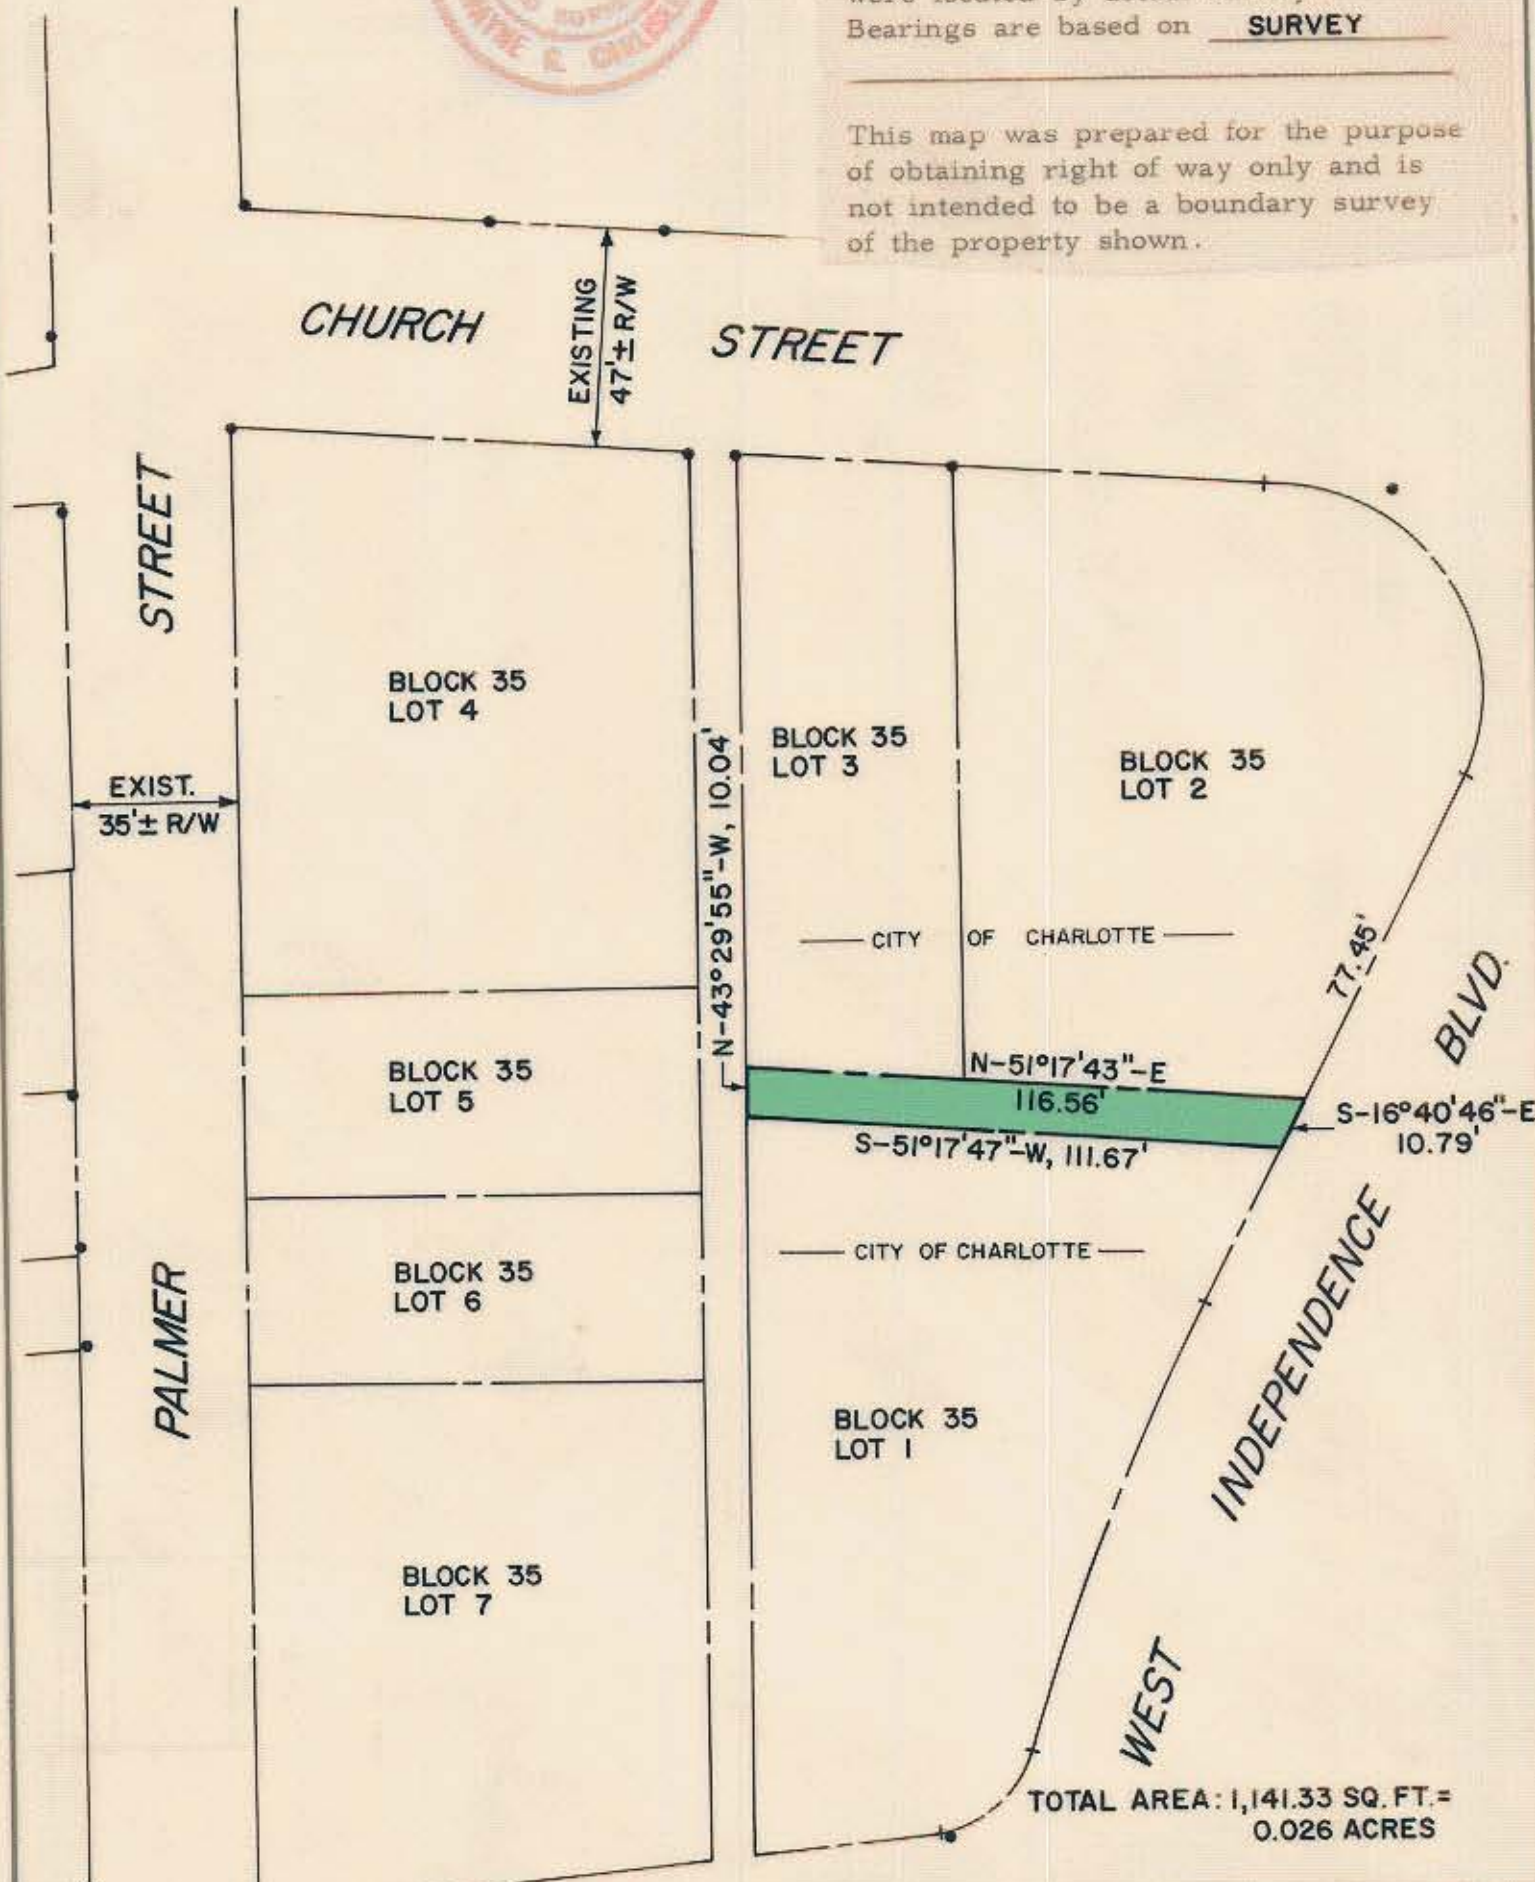 WAYNE R.
Bearings are based on SURVEY
This map was prepared for the purpose
of obtaining right of way only and is
not intended to be a boundary survey
of the property shown.
CHURCH STREET
EXISTING
47'± R/W
STREET
PALMER
EXIST.
35'± R/W
BLOCK 35
LOT 4
BLOCK 35
LOT 3
BLOCK 35
LOT 2
N-43°29'55"-W, 10.04'
CITY OF CHARLOTTE
77.45'
BLOCK 35
LOT 5
N-51°17'43"-E
116.56'
S-51°17'47"-W, 111.67'
S-16°40'46"-E
10.79'
CITY OF CHARLOTTE
BLOCK 35
LOT 6
BLOCK 35
LOT 1
BLOCK 35
LOT 7
WEST INDEPENDENCE BLVD.
TOTAL AREA: 1,141.33 SQ. FT. =
0.026 ACRES